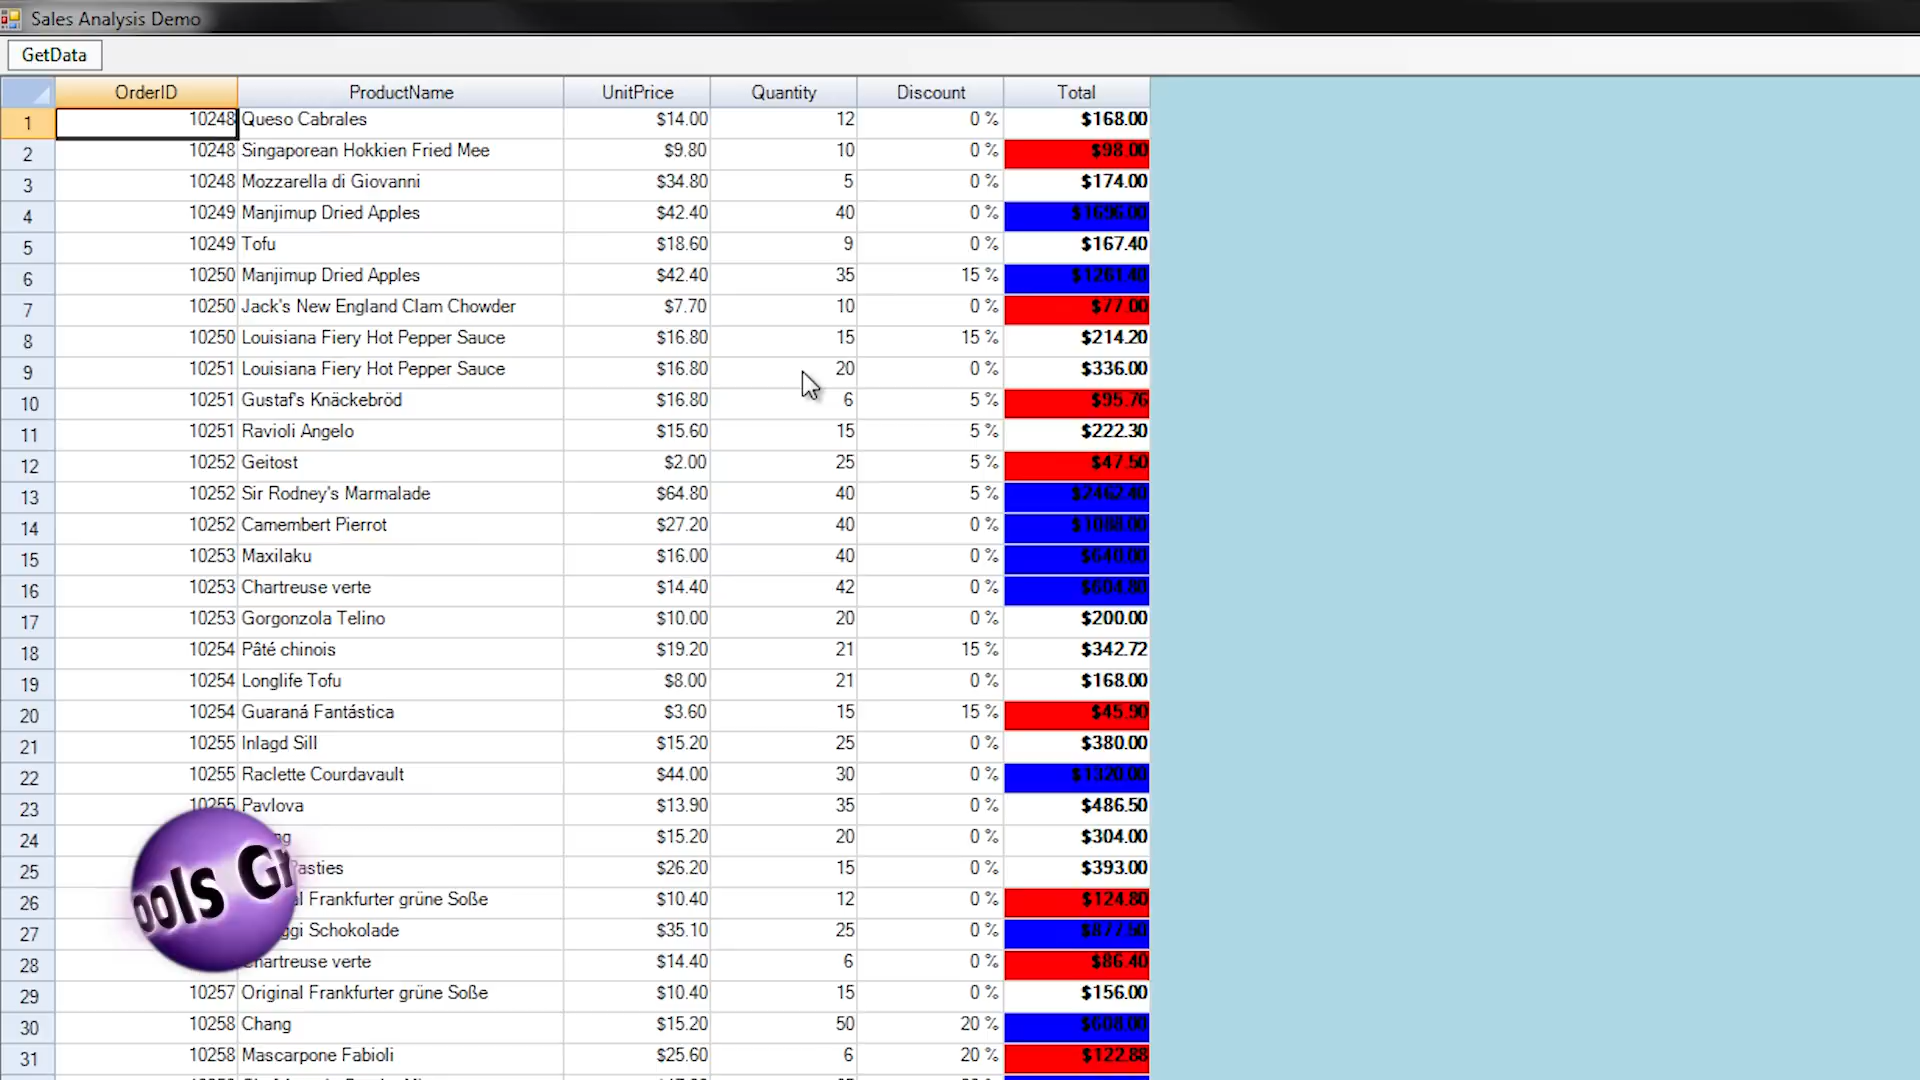 Sales Analysis Demo
GetData
OrderID ProductName UnitPrice Quantity Discount Total
1 10248 Queso Cabrales $14.00 12 0 % $168.00
2 10248 Singaporean Hokkien Fried Mee $9.80 10 0 % $98.00
3 10248 Mozzarella di Giovanni $34.80 5 0 % $174.00
4 10249 Manjimup Dried Apples $42.40 40 0 % $1696.00
5 10249 Tofu $18.60 9 0 % $167.40
6 10250 Manjimup Dried Apples $42.40 35 15 % $1261.40
7 10250 Jack's New England Clam Chowder $7.70 10 0 % $77.00
8 10250 Louisiana Fiery Hot Pepper Sauce $16.80 15 15 % $214.20
9 10251 Louisiana Fiery Hot Pepper Sauce $16.80 20 0 % $336.00
10 10251 Gustaf's Knäckebröd $16.80 6 5 % $95.76
11 10251 Ravioli Angelo $15.60 15 5 % $222.30
12 10252 Geitost $2.00 25 5 % $47.50
13 10252 Sir Rodney's Marmalade $64.80 40 5 % $2462.40
14 10252 Camembert Pierrot $27.20 40 0 % $1088.00
15 10253 Maxilaku $16.00 40 0 % $640.00
16 10253 Chartreuse verte $14.40 42 0 % $604.80
17 10253 Gorgonzola Telino $10.00 20 0 % $200.00
18 10254 Pâté chinois $19.20 21 15 % $342.72
19 10254 Longlife Tofu $8.00 21 0 % $168.00
20 10254 Guaraná Fantástica $3.60 15 15 % $45.90
21 10255 Inlagd Sill $15.20 25 0 % $380.00
22 10255 Raclette Courdavault $44.00 30 0 % $1320.00
23 10255 Pavlova $13.90 35 0 % $486.50
24 ng $15.20 20 0 % $304.00
25 Pasties $26.20 15 0 % $393.00
26 al Frankfurter grüne Soße $10.40 12 0 % $124.80
27 ggi Schokolade $35.10 25 0 % $877.50
28 hartreuse verte $14.40 6 0 % $86.40
29 10257 Original Frankfurter grüne Soße $10.40 15 0 % $156.00
30 10258 Chang $15.20 50 20 % $608.00
31 10258 Mascarpone Fabioli $25.60 6 20 % $122.88
ools Gr